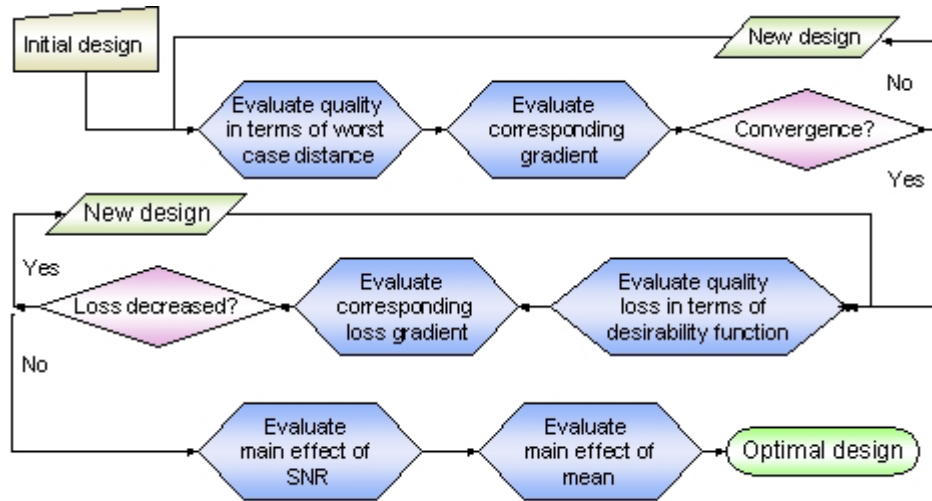 Initial design
New design
Evaluate quality
in terms of worst
case distance
Evaluate
corresponding
gradient
Convergence?
No
Yes
New design
Yes
Loss decreased?
Evaluate
corresponding
loss gradient
Evaluate quality
loss in terms of
desirability function
No
Evaluate
main effect of
SNR
Evaluate
main effect of
mean
Optimal design